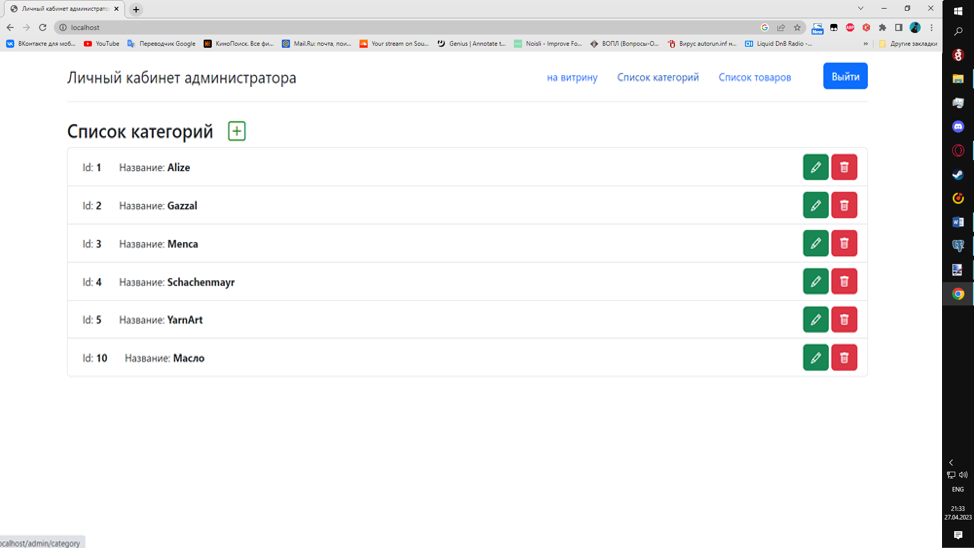 Личный кабинет администрато
localhost
ВКонтакте для моб... YouTube Переводчик Google КиноПоиск. Все фи... Mail.Ru: почта, пои... Your stream on Sou... Genius | Annotate t... Noisli - Improve Fo... ВОПЛ (Вопросы-О... Вирус autorun.inf н... Liquid DnB Radio -... » Другие закладки
New
Личный кабинет администратора
на витрину Список категорий Список товаров Выйти
Список категорий
Id: 1 Название: Alize
Id: 2 Название: Gazzal
Id: 3 Название: Menca
Id: 4 Название: Schachenmayr
Id: 5 Название: YarnArt
Id: 10 Название: Масло
ENG
21:33
27.04.2023
ocalhost/admin/category